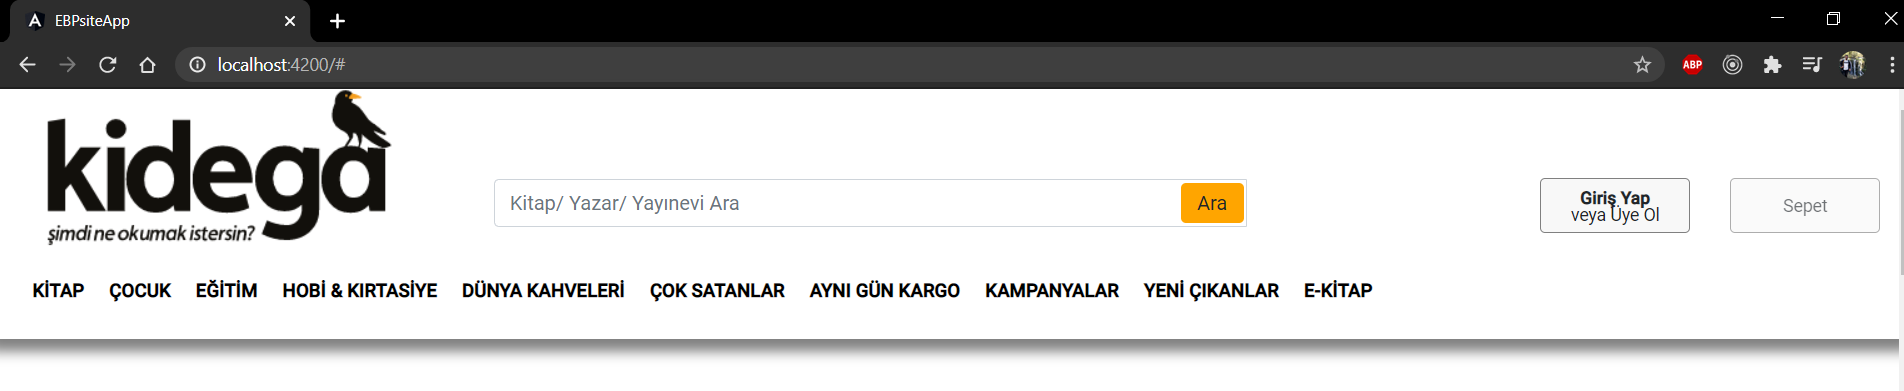 EBPsiteApp
localhost:4200/#
ABP
kidega
şimdi ne okumak istersin?
Kitap/ Yazar/ Yayınevi Ara
Ara
Giriş Yap
veya Üye Ol
Sepet
KİTAP ÇOCUK EĞİTİM HOBİ & KIRTASİYE DÜNYA KAHVELERİ ÇOK SATANLAR AYNI GÜN KARGO KAMPANYALAR YENİ ÇIKANLAR E-KİTAP